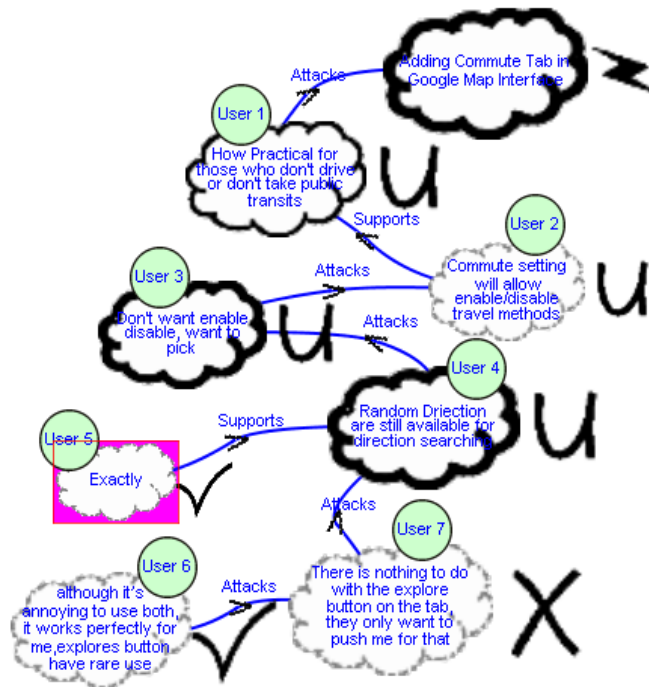 Attacks
Adding Commute Tab in
Google Map Interface
User 1
How Practical for
those who don't drive
or don't take public
transits
U
Supports
User 2
Commute setting
will allow
enable/disable
travel methods
U
User 3
Attacks
Don't want enable
disable, want to
pick
U
Attacks
User 4
Random Driection
are still available for
direction searching
U
User 5
Supports
Exactly
Attacks
User 7
There is nothing to do
with the explore
button on the tab,
they only want to
push me for that
X
User 6
Attacks
although it's
annoying to use both,
it works perfectly for
me,explores button
have rare use